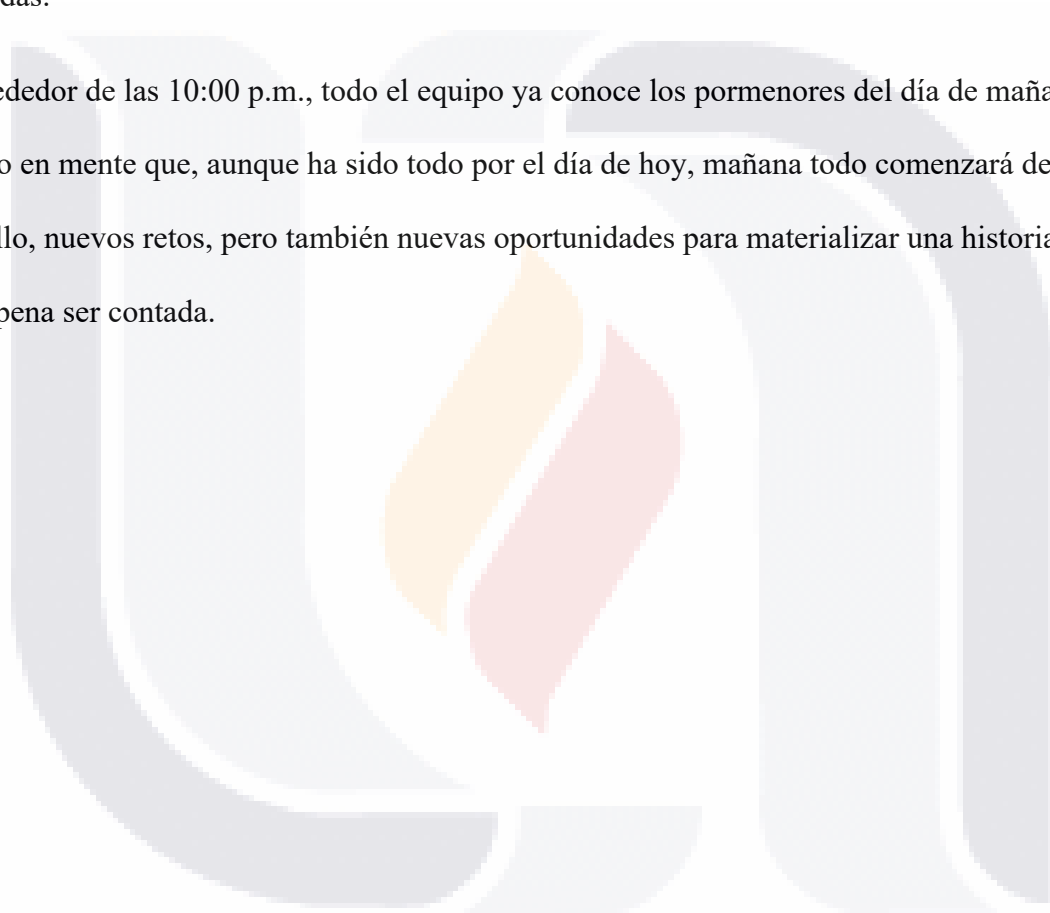 das.
ededor de las 10:00 p.m., todo el equipo ya conoce los pormenores del día de maña
o en mente que, aunque ha sido todo por el día de hoy, mañana todo comenzará de
llo, nuevos retos, pero también nuevas oportunidades para materializar una historia
pena ser contada.